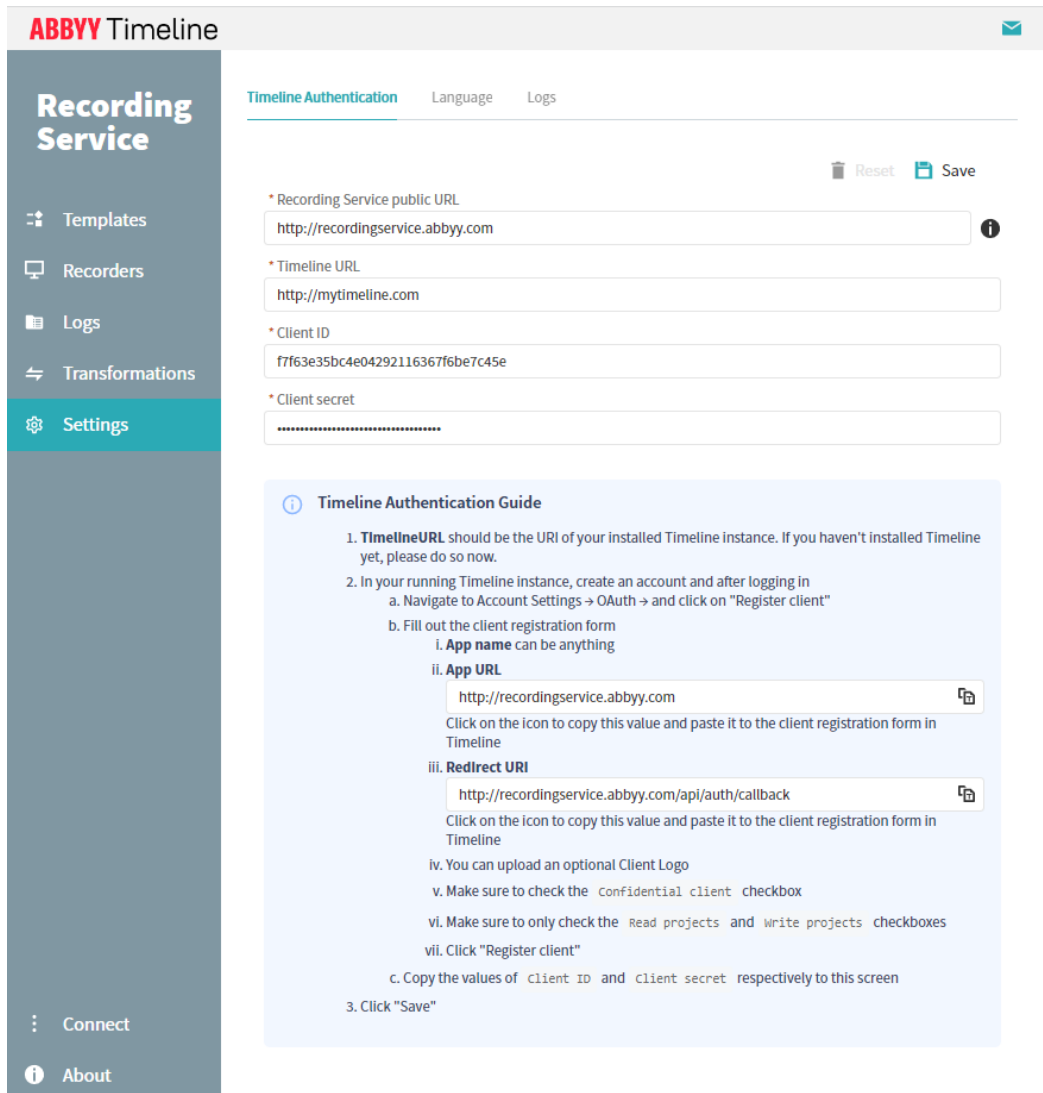 ABBYY Timeline
Recording
Service
Templates
Recorders
Logs
Transformations
Settings
Connect
About
Timeline Authentication Language Logs
Reset Save
* Recording Service public URL
http://recordingservice.abbyy.com
* Timeline URL
http://mytimeline.com
* Client ID
f7f63e35bc4e04292116367f6be7c45e
* Client secret
••••••••••••••••••••••••••••••••••••
Timeline Authentication Guide
1. TimelineURL should be the URI of your installed Timeline instance. If you haven't installed Timeline
yet, please do so now.
2. In your running Timeline instance, create an account and after logging in
a. Navigate to Account Settings → OAuth → and click on "Register client"
b. Fill out the client registration form
i. App name can be anything
ii. App URL
http://recordingservice.abbyy.com
Click on the icon to copy this value and paste it to the client registration form in
Timeline
iii. Redirect URI
http://recordingservice.abbyy.com/api/auth/callback
Click on the icon to copy this value and paste it to the client registration form in
Timeline
iv. You can upload an optional Client Logo
v. Make sure to check the Confidential client checkbox
vi. Make sure to only check the Read projects and Write projects checkboxes
vii. Click "Register client"
c. Copy the values of Client ID and Client secret respectively to this screen
3. Click "Save"